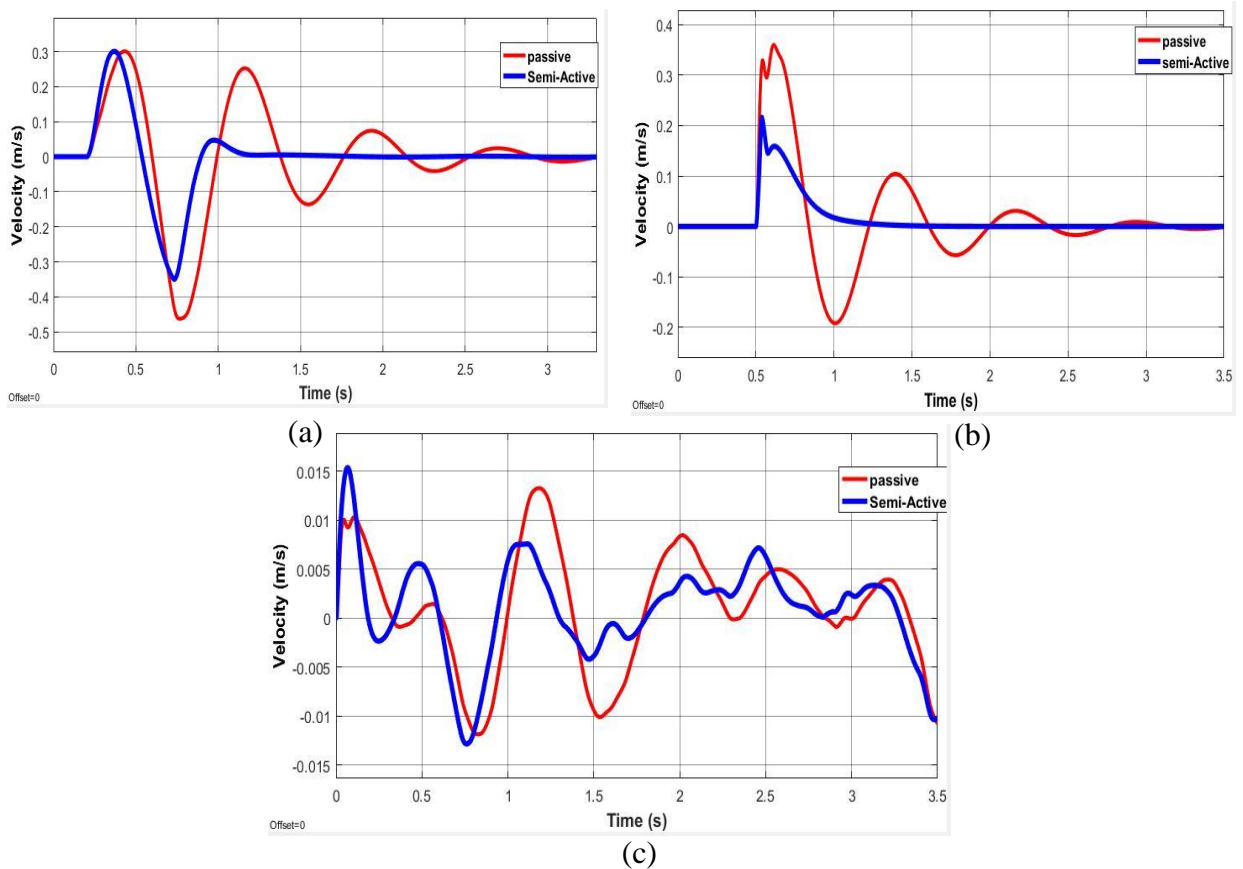 passive
Semi-Active
Velocity (m/s)
0.3
0.2
0.1
0
-0.1
-0.2
-0.3
-0.4
-0.5
0 0.5 1 1.5 2 2.5 3
Time (s)
Offset=0
(a)
passive
semi-Active
Velocity (m/s)
0.4
0.3
0.2
0.1
0
-0.1
-0.2
0 0.5 1 1.5 2 2.5 3 3.5
Time (s)
Offset=0
(b)
passive
Semi-Active
Velocity (m/s)
0.015
0.01
0.005
0
-0.005
-0.01
-0.015
0 0.5 1 1.5 2 2.5 3 3.5
Time (s)
Offset=0
(c)